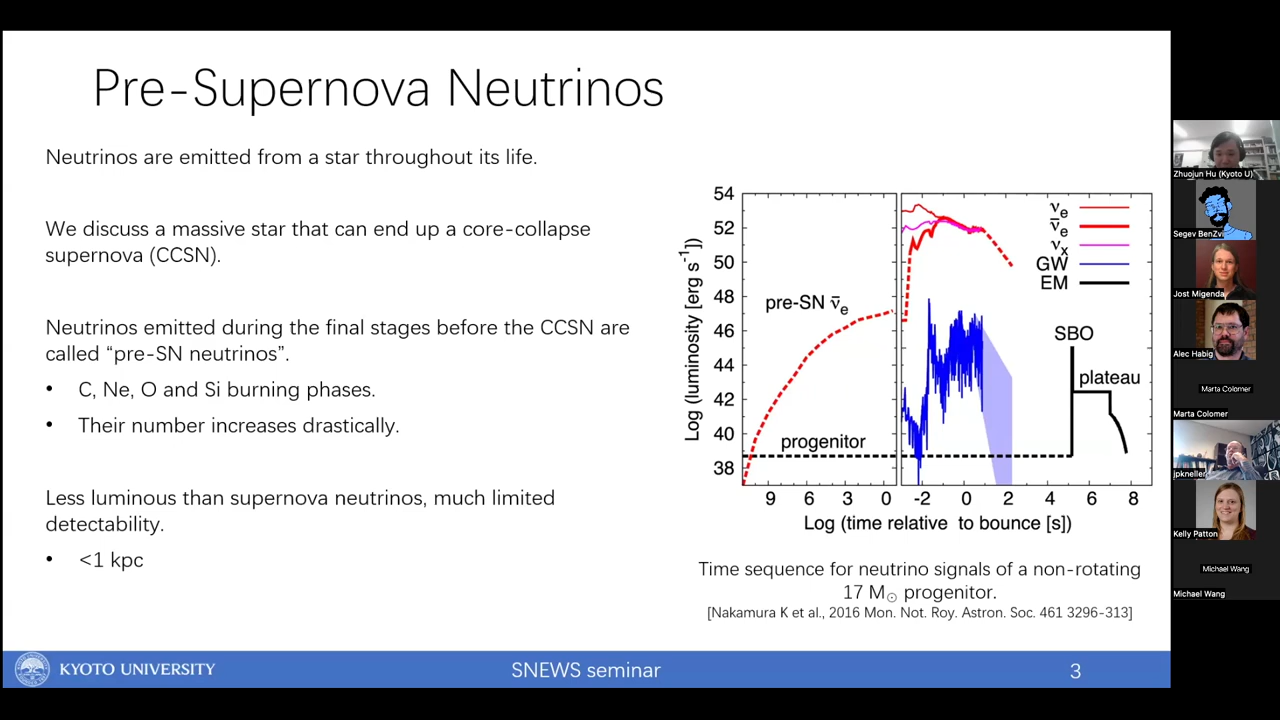 Pre-Supernova Neutrinos
Neutrinos are emitted from a star throughout its life.
We discuss a massive star that can end up a core-collapse
supernova (CCSN).
Neutrinos emitted during the final stages before the CCSN are
called “pre-SN neutrinos”.
• C, Ne, O and Si burning phases.
• Their number increases drastically.
Less luminous than supernova neutrinos, much limited
detectability.
• <1 kpc
Log (luminosity [erg s⁻¹])
54
52
50
48
46
44
42
40
38
pre-SN ν̄e
progenitor
νe
ν̄e
νx
GW
EM
SBO
plateau
9 6 3 0 -2 0 2 4 6 8
Log (time relative to bounce [s])
Time sequence for neutrino signals of a non-rotating
17 M☉ progenitor.
[Nakamura K et al., 2016 Mon. Not. Roy. Astron. Soc. 461 3296-313]
KYOTO UNIVERSITY
SNEWS seminar
3
Zhuojun Hu (Kyoto U)
Segev BenZvi
Jost Migenda
Alec Habig
Marta Colomer
Marta Colomer
jpkneller
Kelly Patton
Michael Wang
Michael Wang